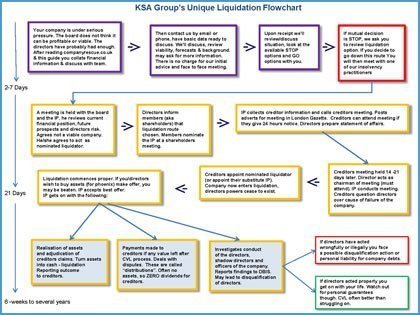 KSA Group's Unique Liquidation Flowchart
Your company is under serious
pressure. The board does not think it
can be profitable or viable. The
directors have probably had enough.
After reading companyrescue.co.uk
& this guide you collate financial
information & discuss with team.
Then contact us by email or
phone, have basic data ready to
discuss. We'll discuss, review
viability, forecasts & background,
may ask for more information.
There is no charge for our initial
advice and face to face meeting.
Upon receipt we'll
review/discuss
situation, look at the
available STOP
options and GO
options with you.
If mutual decision
is STOP, we ask you
to review liquidation
option. If you decide
to go down this route You
will then meet with one
of our insolvency
practitioners
2-7 Days
A meeting is held with the board
and the IP. He reviews current
financial position, future
prospects and directors risk.
Agrees not a viable company.
He/she agrees to act as
nominated liquidator.
Directors inform
members (aka
shareholders) that
liquidation route
chosen. Members nominate
the IP at a shareholders
meeting.
IP collects creditor information and calls creditors meeting. Posts
adverts for meeting in London Gazette. Creditors can attend meeting if
they give 24 hours notice. Directors prepare statement of affairs.
Creditors meeting held 14 -21
days later. Director acts as
chairman of meeting (must
attend). IP conducts meeting.
Creditors question directors
over cause of failure of the
company.
Creditors appoint nominated liquidator
(or appoint their substitute IP).
Company now enters liquidation,
directors powers cease to exist.
Liquidation commences proper. If you/directors
wish to buy assets (for phoenix) make offer, you
may be beaten. IP accepts best offer.
IP gets on with following:
21 Days
Realisation of assets
and adjudication of
creditors claims. Turn assets
into cash - liquidation
Reporting outcome
to creditors.
Payments made to
creditors if any value left after
CVL process. Deals with
disputes. These are called
"distributions". Often no
assets, so ZERO dividends for
creditors.
Investigates conduct
of the directors,
shadow directors and
officers of the company.
Reports findings to DBIS.
May lead to disqualification
of directors.
If directors have acted
wrongfully or illegally you face
a possible disqualification action or
personal liability for company debts.
If directors acted properly you
get on with your life. Watch out
for personal guarantees
though. CVL often better than
struggling on.
6 -weeks to several years